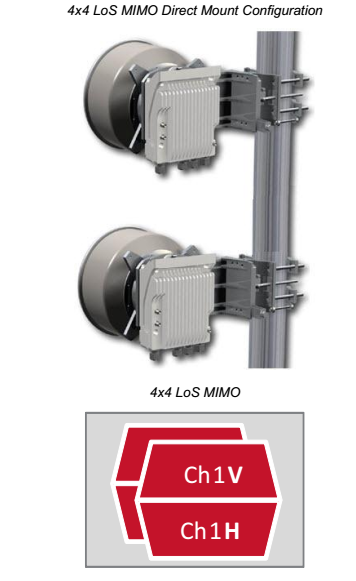 4x4 LoS MIMO Direct Mount Configuration
4x4 LoS MIMO
Ch1V
Ch1H